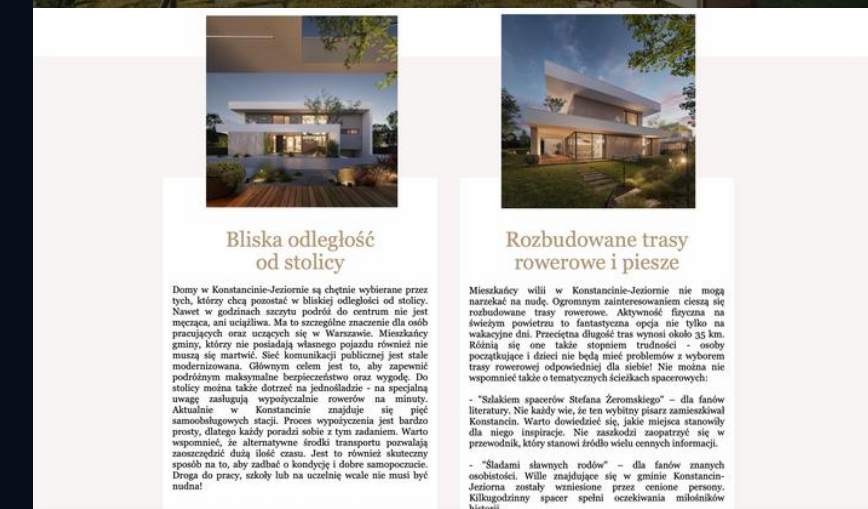 Bliska odległość
od stolicy
Domy w Konstancinie-Jeziornie są chętnie wybierane przez
tych, którzy chcą pozostać w bliskiej odległości od stolicy.
Nawet w godzinach szczytu podróż do centrum nie jest
męcząca, ani uciążliwa. Ma to szczególne znaczenie dla osób
pracujących oraz uczących się w Warszawie. Mieszkańcy
gminy, którzy nie posiadają własnego pojazdu również nie
muszą się martwić. Sieć komunikacji publicznej jest stale
modernizowana. Głównym celem jest to, aby zapewnić
podróżnym maksymalne bezpieczeństwo oraz wygodę. Do
stolicy można także dotrzeć na jednośladzie - na specjalną
uwagę zasługują wypożyczalnie rowerów na minuty.
Aktualnie w Konstancinie znajduje się pięć
samoobsługowych stacji. Proces wypożyczenia jest bardzo
prosty, dlatego każdy poradzi sobie z tym zadaniem. Warto
wspomnieć, że alternatywne środki transportu pozwalają
zaoszczędzić dużą ilość czasu. Jest to również skuteczny
sposób na to, aby zadbać o kondycję i dobre samopoczucie.
Droga do pracy, szkoły lub na uczelnię wcale nie musi być
nudna!
Rozbudowane trasy
rowerowe i piesze
Mieszkańcy wilii w Konstancinie-Jeziornie nie mogą
narzekać na nudę. Ogromnym zainteresowaniem cieszą się
rozbudowane trasy rowerowe. Aktywność fizyczna na
świeżym powietrzu to fantastyczna opcja nie tylko na
wakacyjne dni. Przeciętna długość tras wynosi około 35 km.
Różnią się one także stopniem trudności - osoby
początkujące i dzieci nie będą mieć problemów z wyborem
trasy rowerowej odpowiedniej dla siebie! Nie można nie
wspomnieć także o tematycznych ścieżkach spacerowych:
- "Szlakiem spacerów Stefana Żeromskiego" – dla fanów
literatury. Nie każdy wie, że ten wybitny pisarz zamieszkiwał
Konstancin. Warto dowiedzieć się, jakie miejsca stanowiły
dla niego inspiracje. Nie zaszkodzi zaopatrzyć się w
przewodnik, który stanowi źródło wielu cennych informacji.
- "Śladami sławnych rodów" – dla fanów znanych
osobistości. Wille znajdujące się w gminie Konstancin-
Jeziorna zostały wzniesione przez cenione persony.
Kilkugodzinny spacer spełni oczekiwania miłośników
historii.